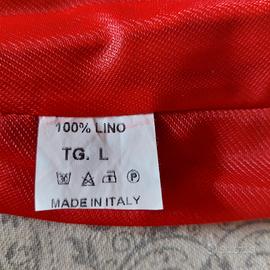 100% LINO
TG. L
P
MADE IN ITALY